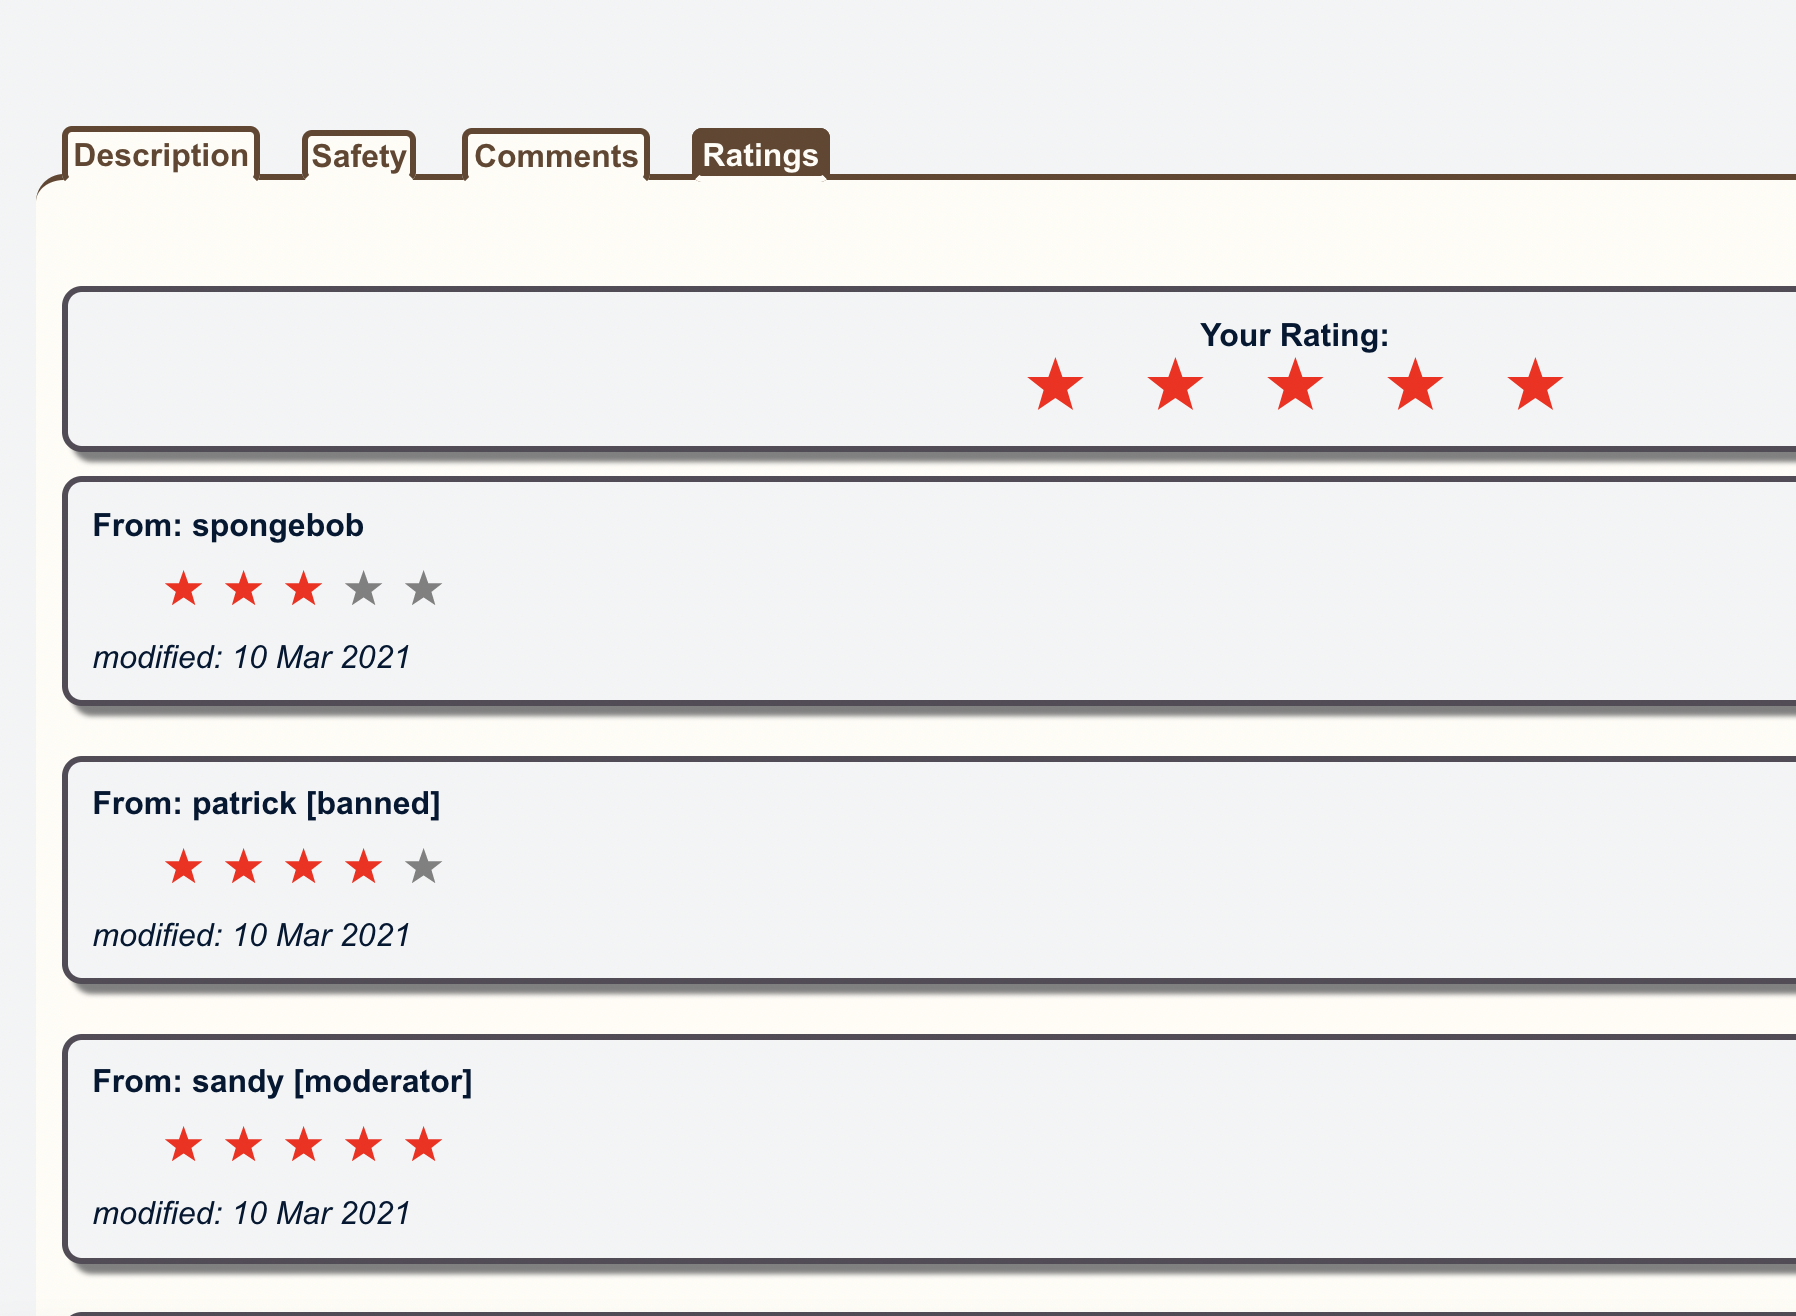 Description Safety Comments Ratings
Your Rating:
From: spongebob
modified: 10 Mar 2021
From: patrick [banned]
modified: 10 Mar 2021
From: sandy [moderator]
modified: 10 Mar 2021